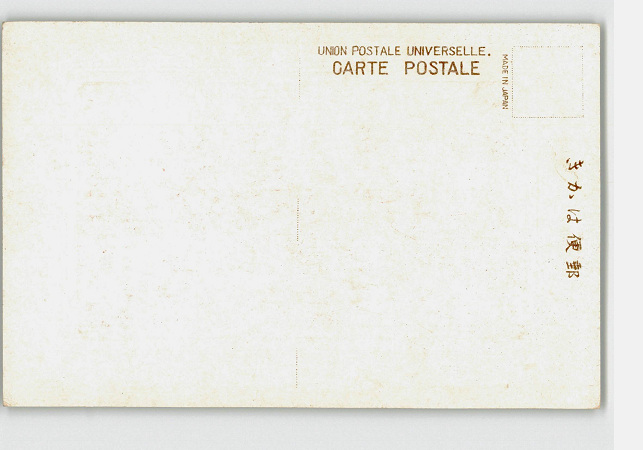 UNION POSTALE UNIVERSELLE.
CARTE POSTALE
MADE IN JAPAN
郵便はかき